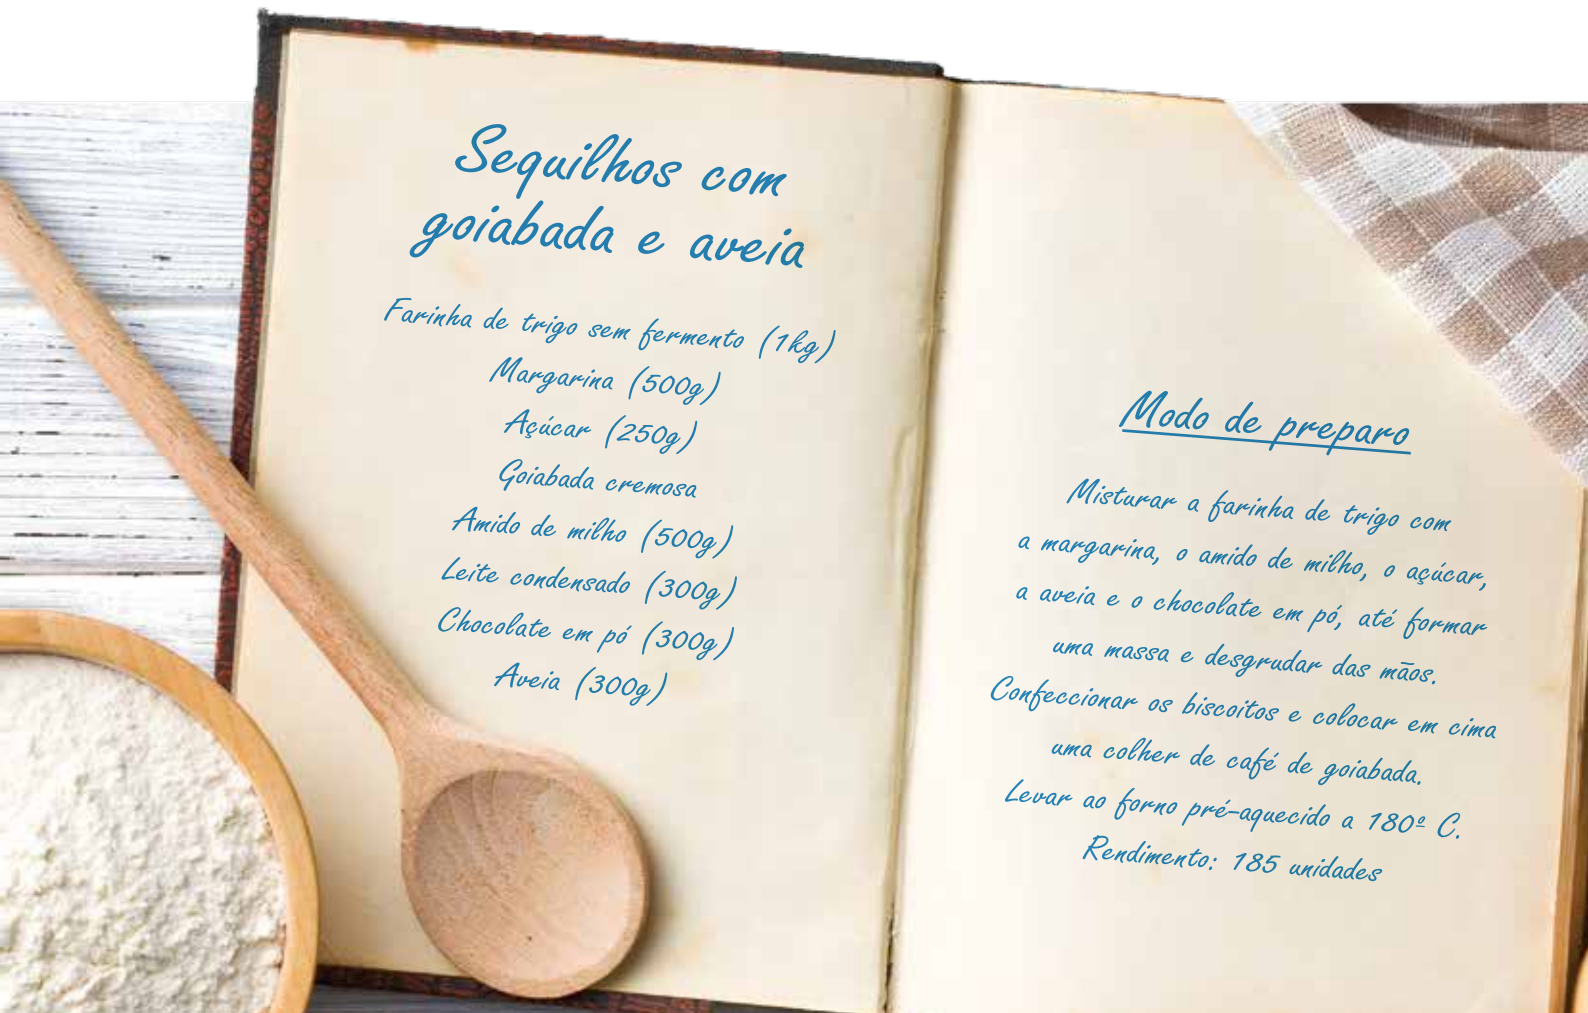 Sequilhos com
goiabada e aveia
Farinha de trigo sem fermento (1kg)
Margarina (500g)
Açúcar (250g)
Goiabada cremosa
Amido de milho (500g)
Leite condensado (300g)
Chocolate em pó (300g)
Aveia (300g)
Modo de preparo
Misturar a farinha de trigo com
a margarina, o amido de milho, o açúcar,
a aveia e o chocolate em pó, até formar
uma massa e desgrudar das mãos.
Confeccionar os biscoitos e colocar em cima
uma colher de café de goiabada.
Levar ao forno pré-aquecido a 180º C.
Rendimento: 185 unidades